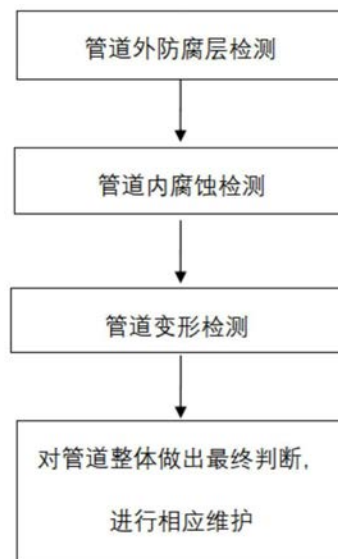 管道外防腐层检测
管道内腐蚀检测
管道变形检测
对管道整体做出最终判断，
进行相应维护